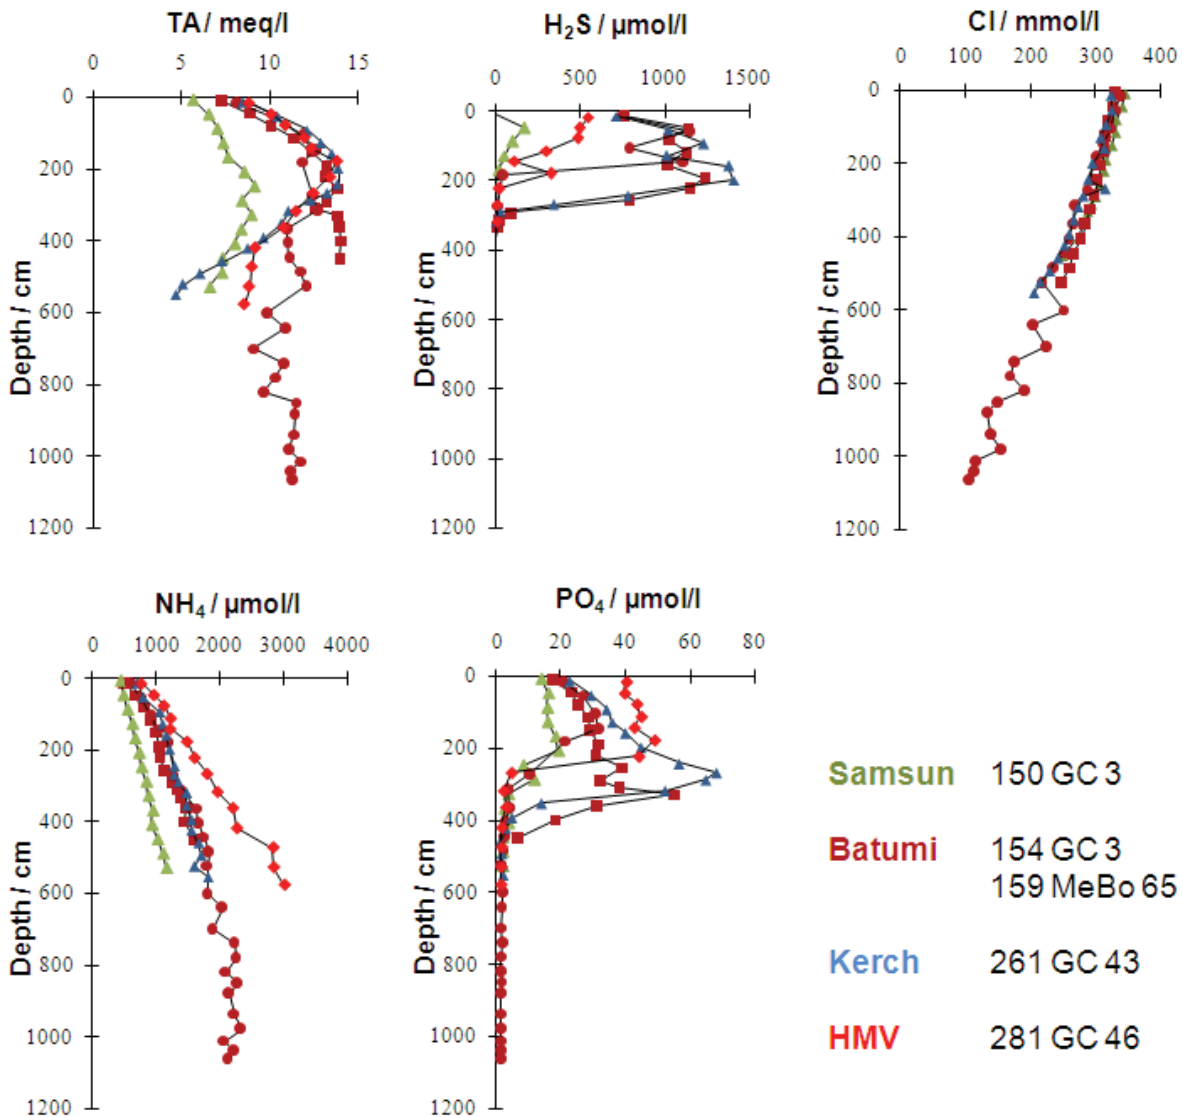 TA / meq/l
0 5 10 15
0
200
400
600
800
1000
1200
Depth / cm
H₂S / µmol/l
0 500 1000 1500
0
200
400
600
800
1000
1200
Depth / cm
Cl / mmol/l
0 100 200 300 400
0
200
400
600
800
1000
1200
Depth / cm
NH₄ / µmol/l
0 1000 2000 3000 4000
0
200
400
600
800
1000
1200
Depth / cm
PO₄ / µmol/l
0 20 40 60 80
0
200
400
600
800
1000
1200
Depth / cm
Samsun 150 GC 3
Batumi 154 GC 3
159 MeBo 65
Kerch 261 GC 43
HMV 281 GC 46